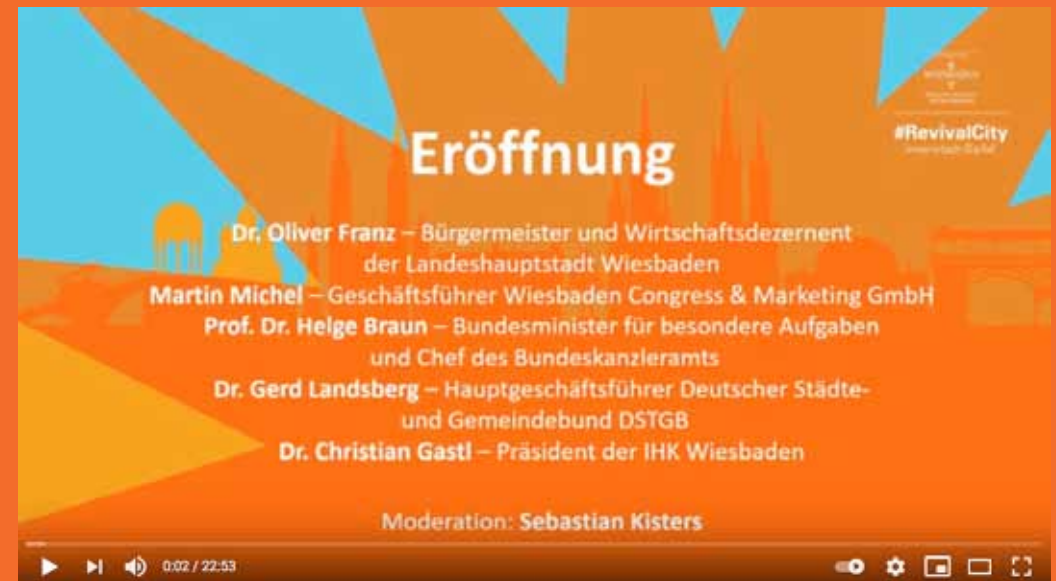 WIESBADEN
#RevivalCity
Eröffnung
Dr. Oliver Franz – Bürgermeister und Wirtschaftsdezernent
der Landeshauptstadt Wiesbaden
Martin Michel – Geschäftsführer Wiesbaden Congress & Marketing GmbH
Prof. Dr. Helge Braun – Bundesminister für besondere Aufgaben
und Chef des Bundeskanzleramts
Dr. Gerd Landsberg – Hauptgeschäftsführer Deutscher Städte-
und Gemeindebund DSTGB
Dr. Christian Gastl – Präsident der IHK Wiesbaden
Moderation: Sebastian Kisters
0:02 / 22:53